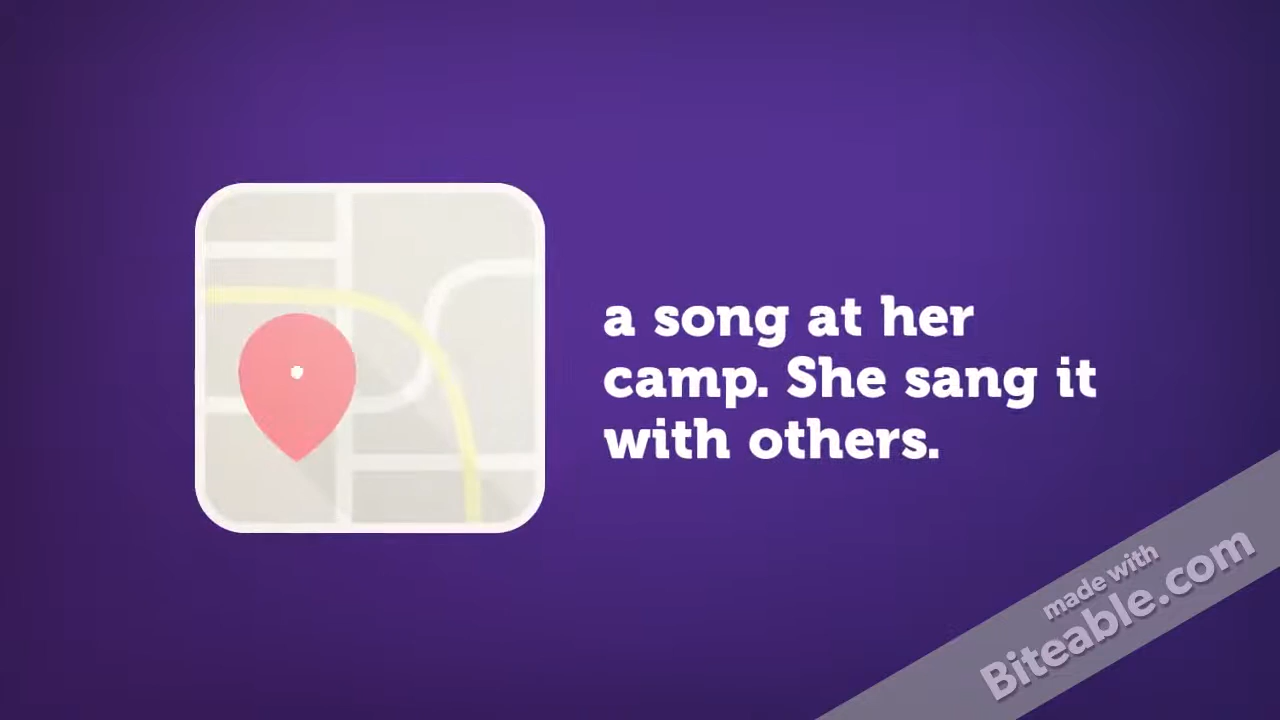 a song at her
camp. She sang it
with others.
made with
Biteable.com